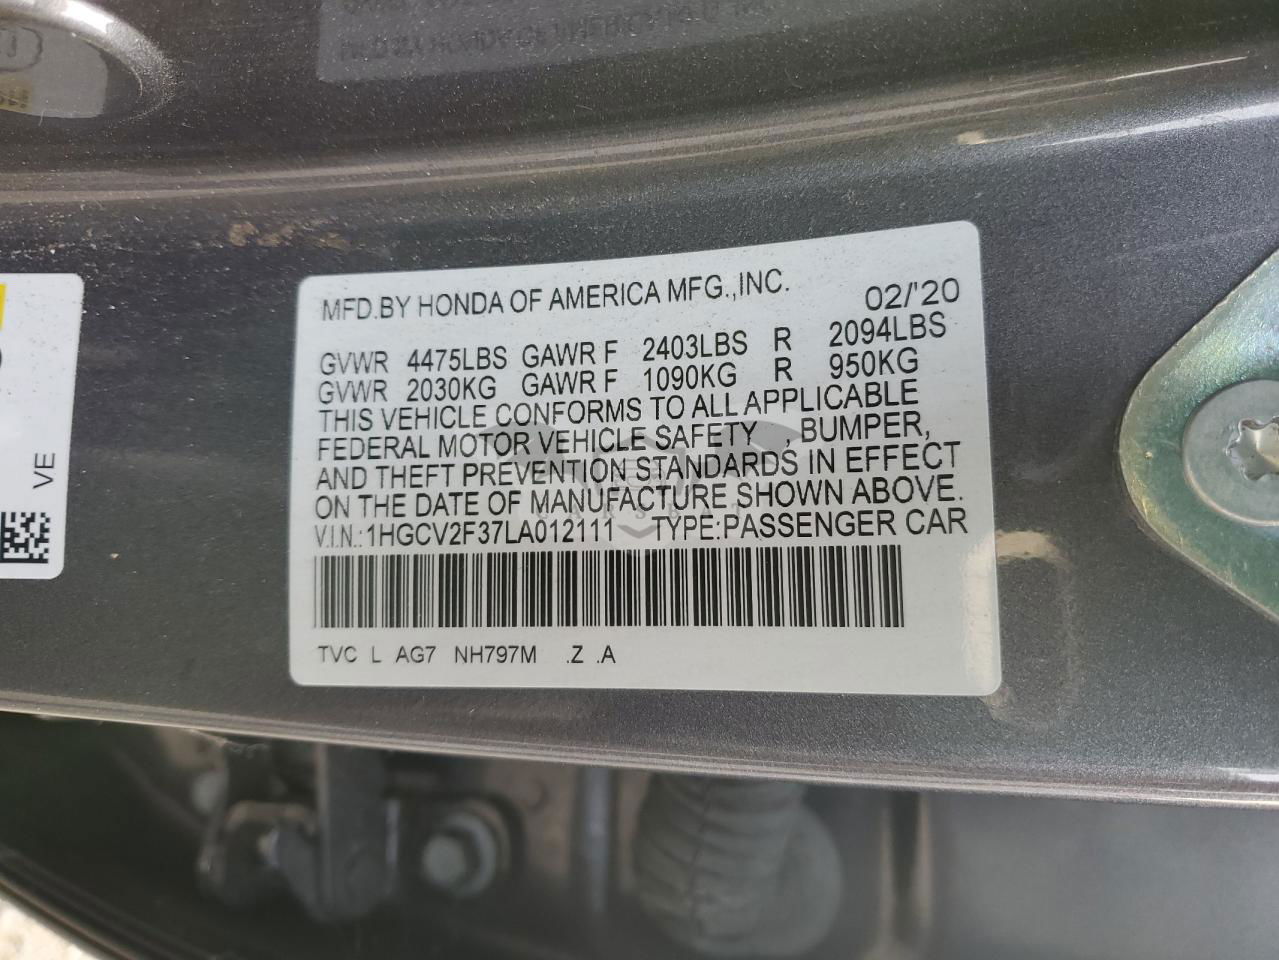 MFD.BY HONDA OF AMERICA MFG.,INC. 02/'20
GVWR 4475LBS GAWR F 2403LBS R 2094LBS
GVWR 2030KG GAWR F 1090KG R 950KG
THIS VEHICLE CONFORMS TO ALL APPLICABLE
FEDERAL MOTOR VEHICLE SAFETY , BUMPER,
AND THEFT PREVENTION STANDARDS IN EFFECT
ON THE DATE OF MANUFACTURE SHOWN ABOVE.
V.I.N.:1HGCV2F37LA012111 TYPE:PASSENGER CAR
TVC L AG7 NH797M .Z .A
VE